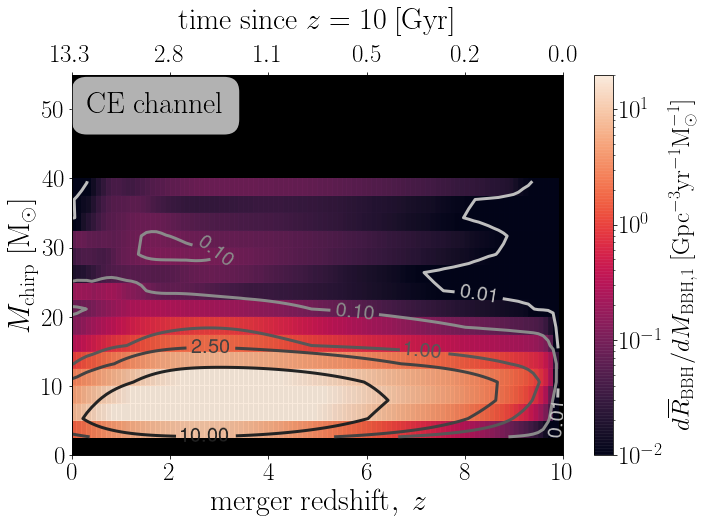 time since z = 10 [Gyr]
13.3 2.8 1.1 0.5 0.2 0.0
CE channel
50
40
30
20
10
0
M_chirp [M_⊙]
0.10
0.01
0.10
2.50
1.00
10.00
0.01
0 2 4 6 8 10
merger redshift, z
10^1
10^0
10^{-1}
10^{-2}
d\overline{R}_BBH/dM_{BBH,1} [Gpc^{-3}yr^{-1}M_⊙^{-1}]